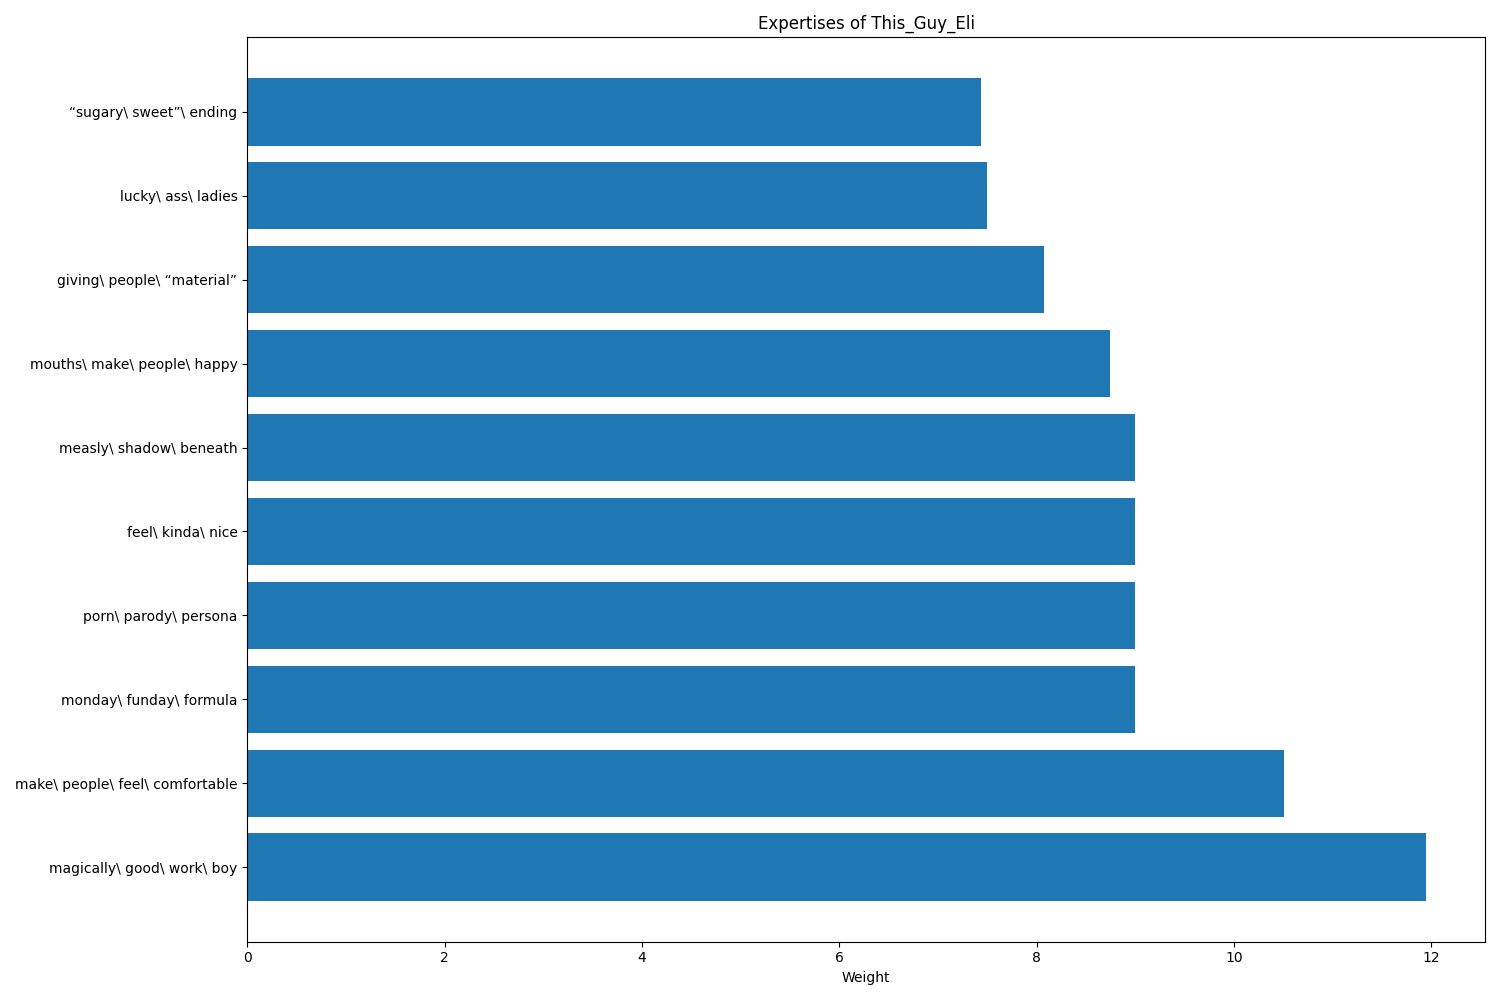 Expertises of This_Guy_Eli
“sugary\ sweet”\ ending
lucky\ ass\ ladies
giving\ people\ “material”
mouths\ make\ people\ happy
measly\ shadow\ beneath
feel\ kinda\ nice
porn\ parody\ persona
monday\ funday\ formula
make\ people\ feel\ comfortable
magically\ good\ work\ boy
0 2 4 6 8 10 12
Weight